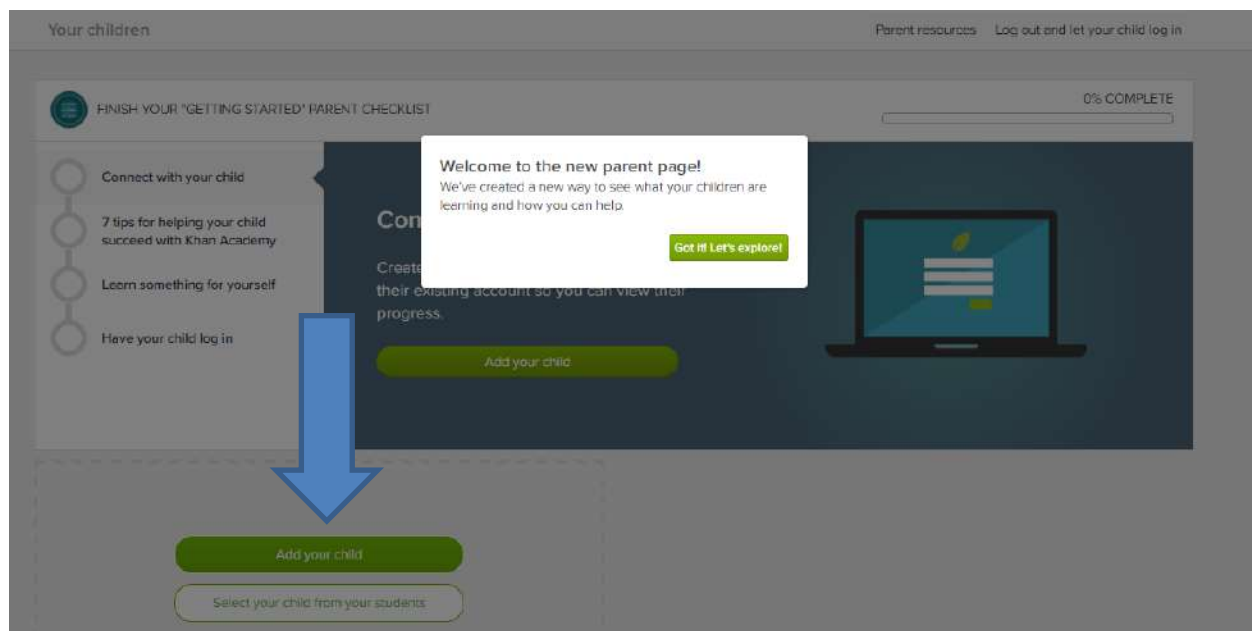 Your children
Parent resources Log out and let your child log in
FINISH YOUR "GETTING STARTED" PARENT CHECKLIST
0% COMPLETE
Connect with your child
7 tips for helping your child
succeed with Khan Academy
Learn something for yourself
Have your child log in
Welcome to the new parent page!
We've created a new way to see what your children are
learning and how you can help.
Got it! Let's explore!
Con
Create
their existing account so you can view their
progress.
Add your child
Add your child
Select your child from your students